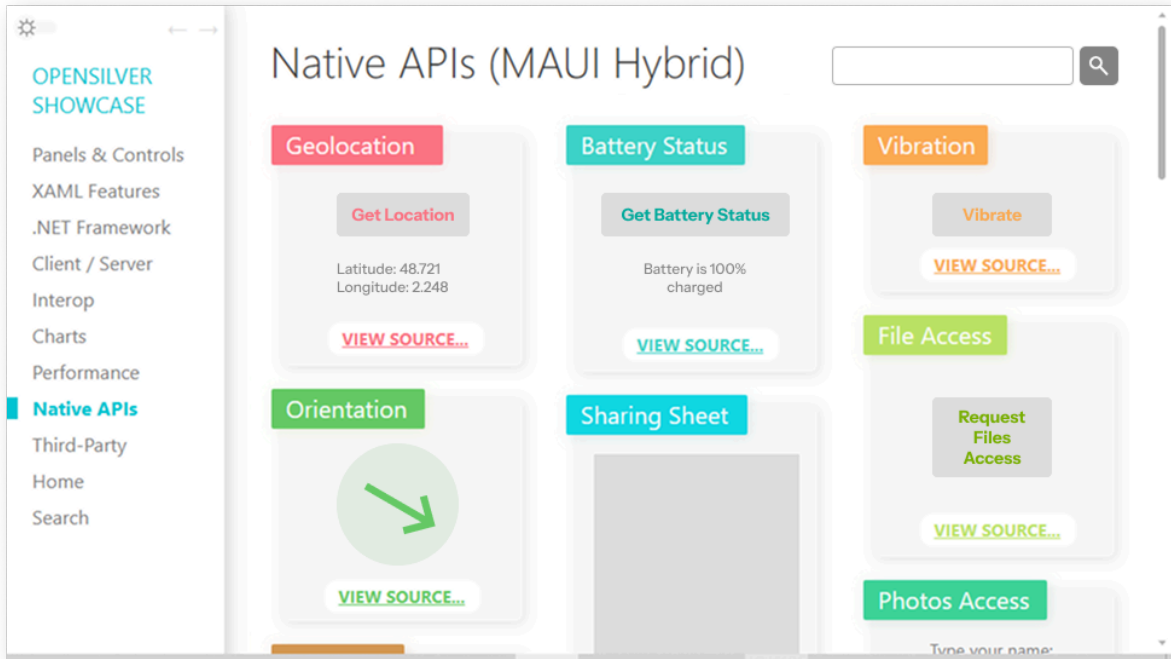 OPENSILVER
SHOWCASE
Panels & Controls
XAML Features
.NET Framework
Client / Server
Interop
Charts
Performance
Native APIs
Third-Party
Home
Search
Native APIs (MAUI Hybrid)
Geolocation
Get Location
Latitude: 48.721
Longitude: 2.248
VIEW SOURCE...
Orientation
VIEW SOURCE...
Battery Status
Get Battery Status
Battery is 100%
charged
VIEW SOURCE...
Sharing Sheet
Vibration
Vibrate
VIEW SOURCE...
File Access
Request
Files
Access
VIEW SOURCE...
Photos Access
Type your name: